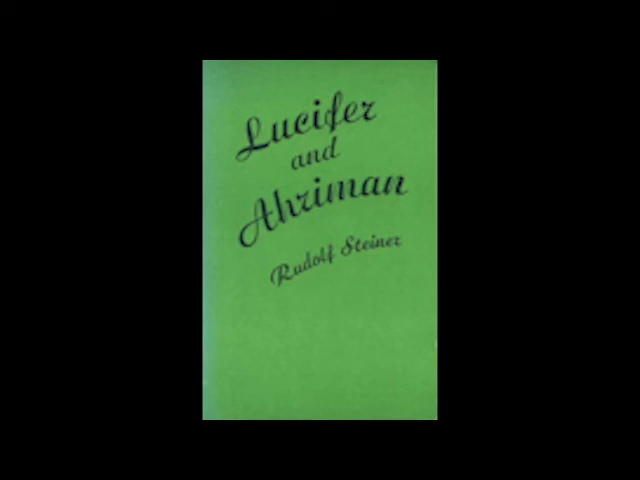 Lucifer
and
Ahriman
Rudolf Steiner